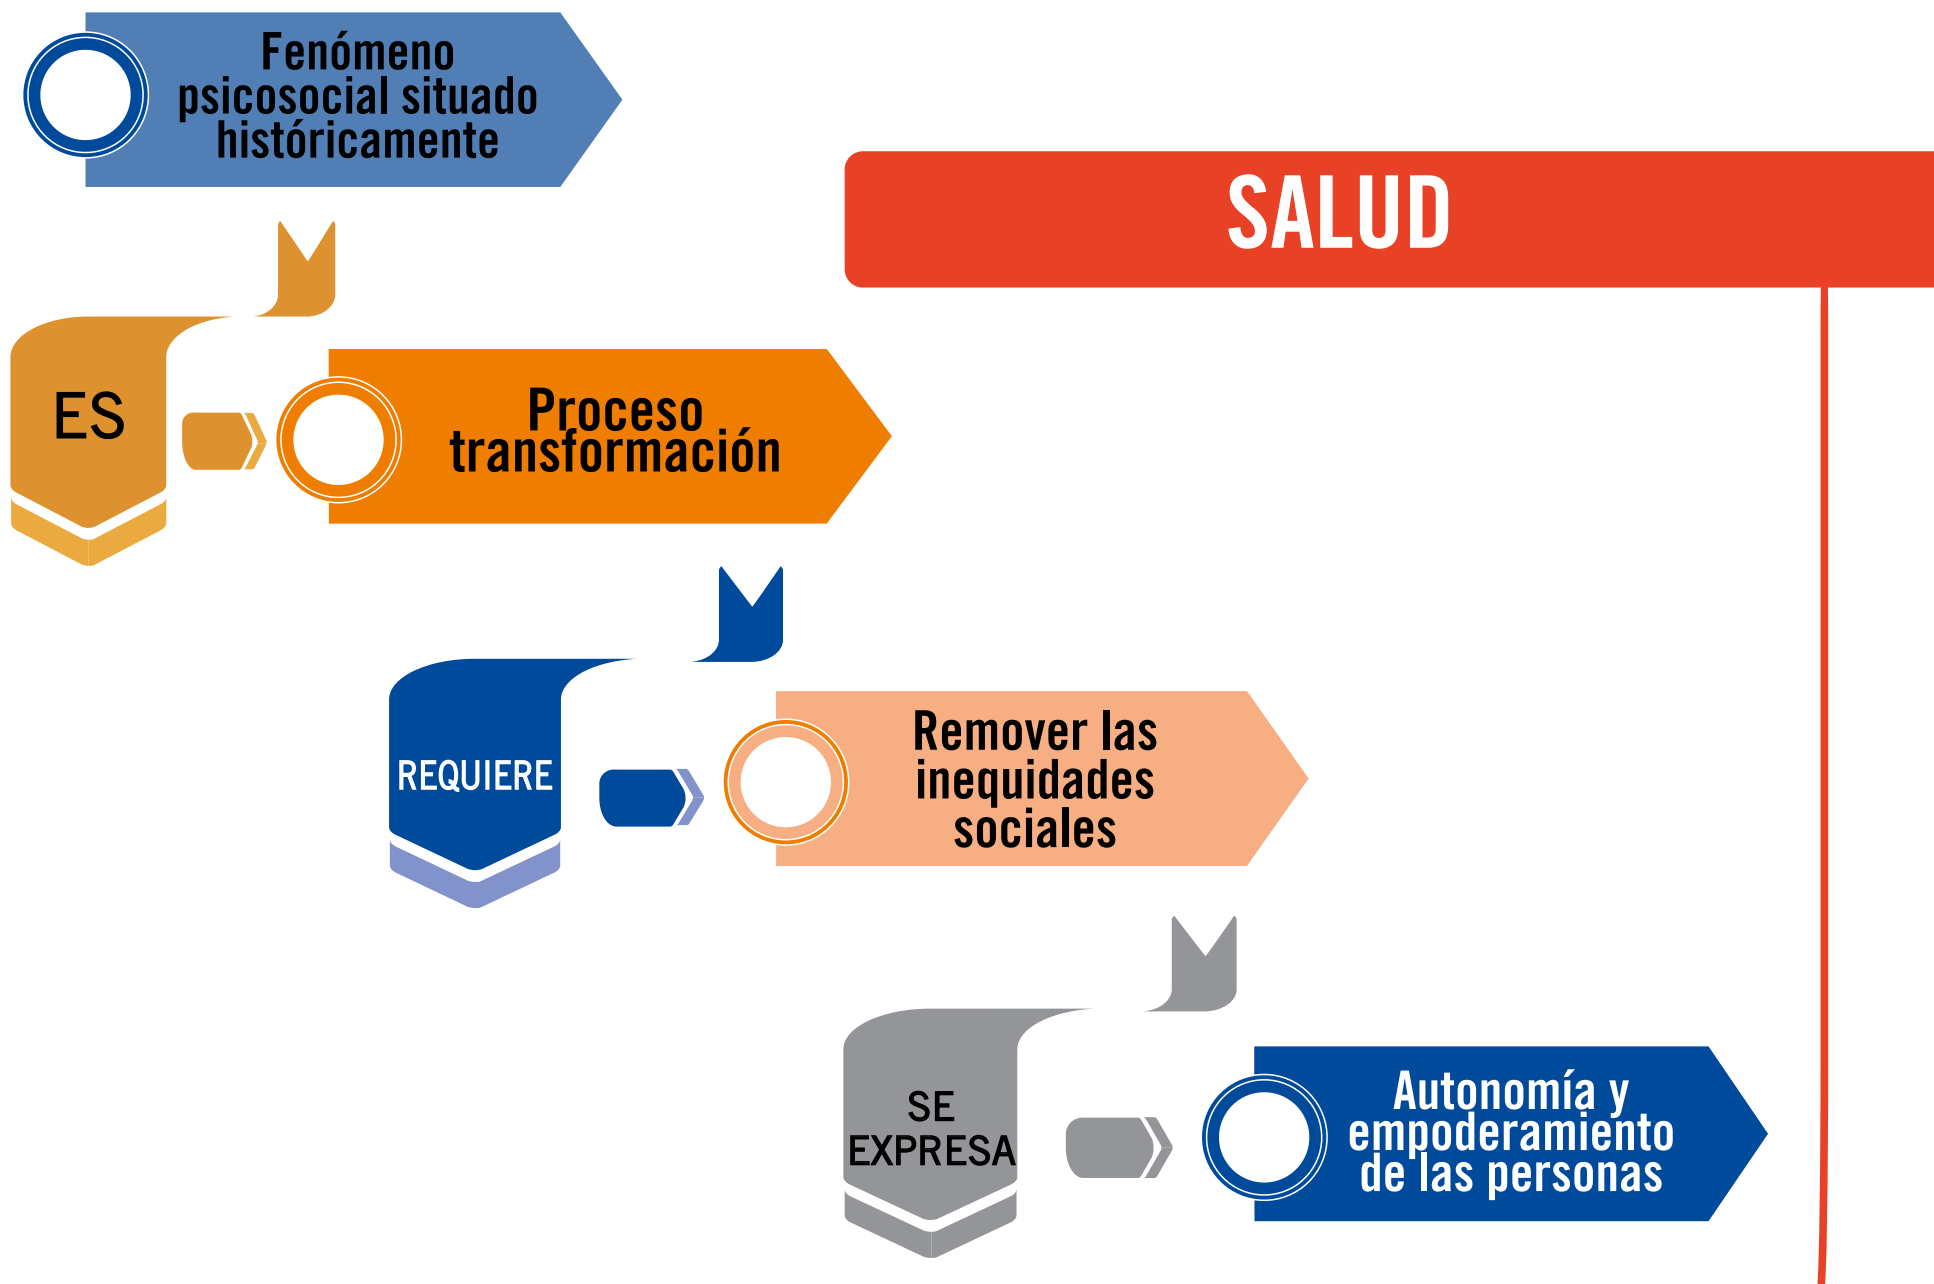 Fenómeno
psicosocial situado
históricamente
SALUD
ES
Proceso
transformación
REQUIERE
Remover las
inequidades
sociales
SE
EXPRESA
Autonomía y
empoderamiento
de las personas